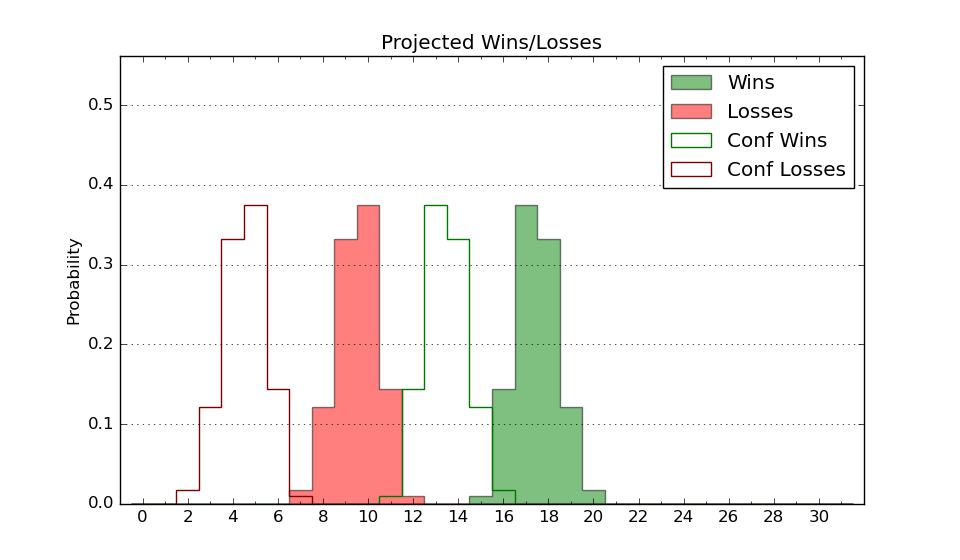 Projected Wins/Losses
Wins
Losses
Conf Wins
Conf Losses
Probability
0.5
0.4
0.3
0.2
0.1
0.0
0 2 4 6 8 10 12 14 16 18 20 22 24 26 28 30